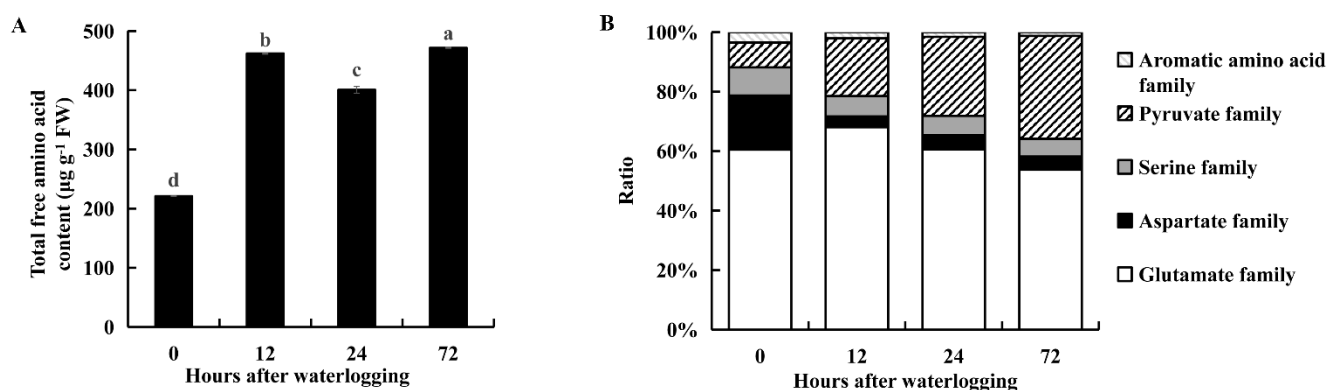 A
Total free amino acid
content (µg g⁻¹ FW)
500
400
300
200
100
0
d
b
c
a
0 12 24 72
Hours after waterlogging
B
Ratio
100%
80%
60%
40%
20%
0%
0 12 24 72
Hours after waterlogging
Aromatic amino acid
family
Pyruvate family
Serine family
Aspartate family
Glutamate family